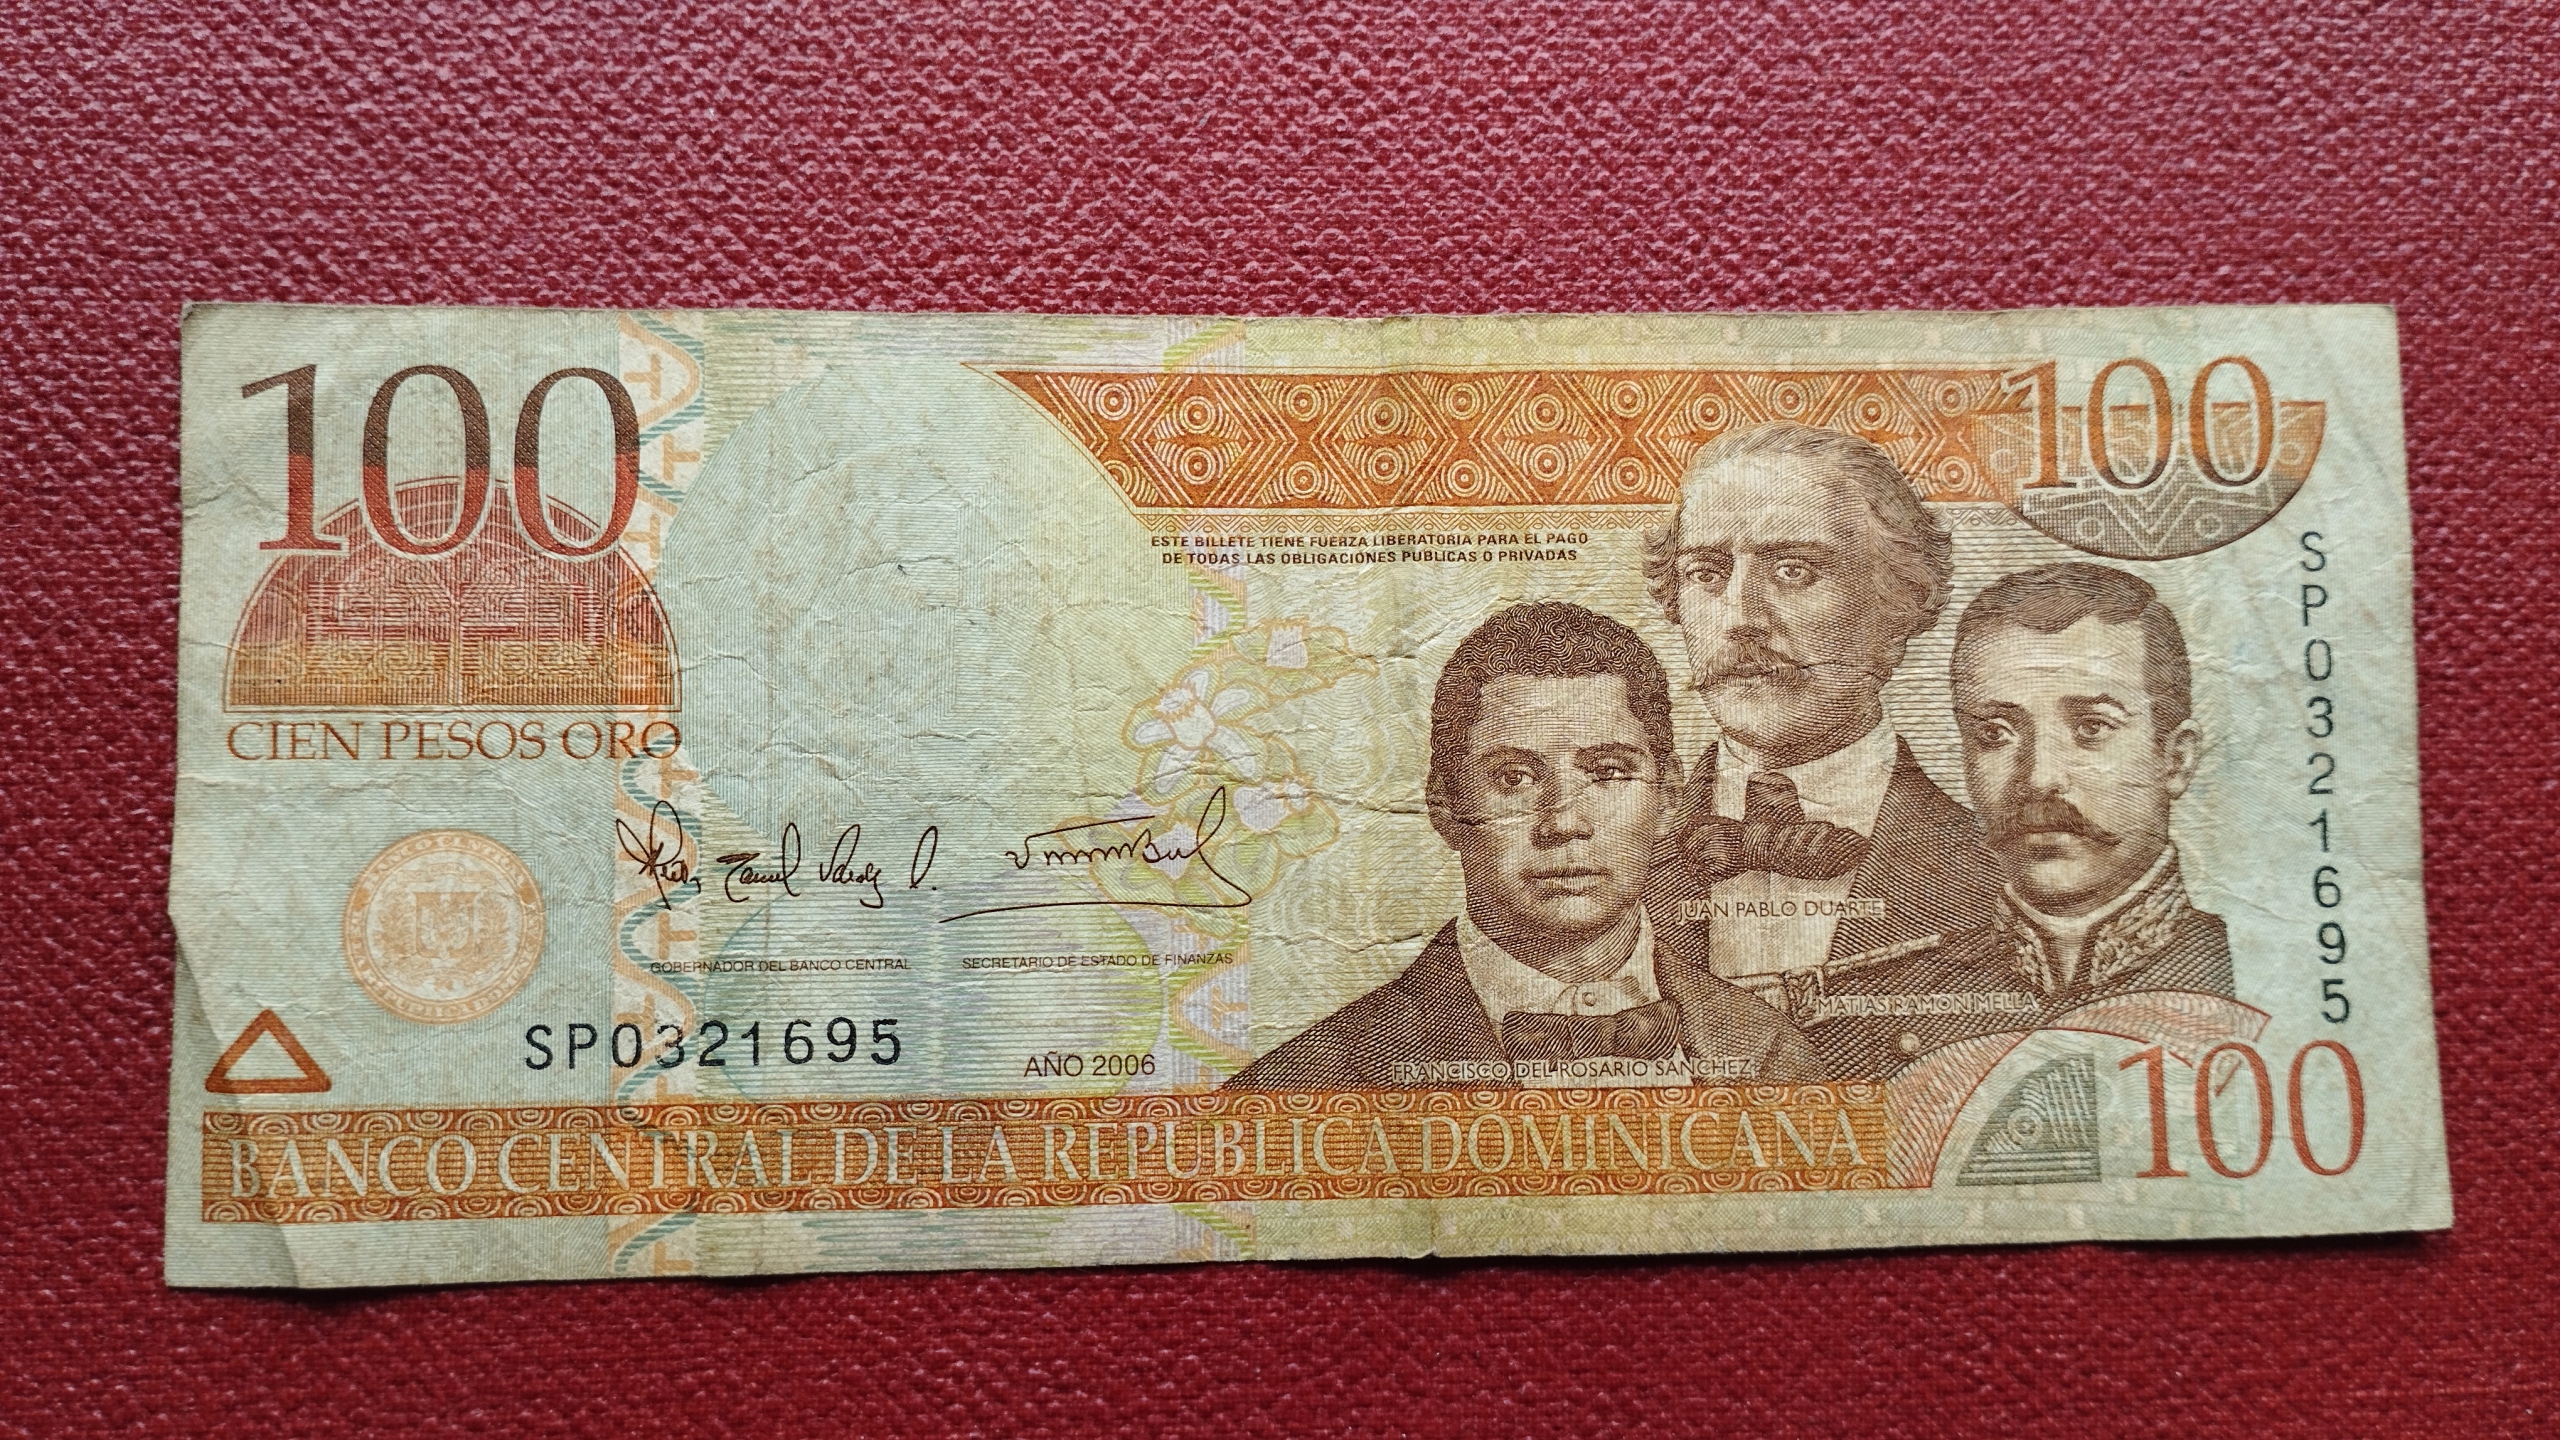 100
100
ESTE BILLETE TIENE FUERZA LIBERATORIA PARA EL PAGO
DE TODAS LAS OBLIGACIONES PUBLICAS O PRIVADAS
SP0321695
CIEN PESOS ORO
JUAN PABLO DUARTE
GOBERNADOR DEL BANCO CENTRAL
SECRETARIO DE ESTADO DE FINANZAS
MATIAS RAMON MELLA
SP0321695
AÑO 2006
FRANCISCO DEL ROSARIO SANCHEZ
BANCO CENTRAL DE LA REPUBLICA DOMINICANA
100